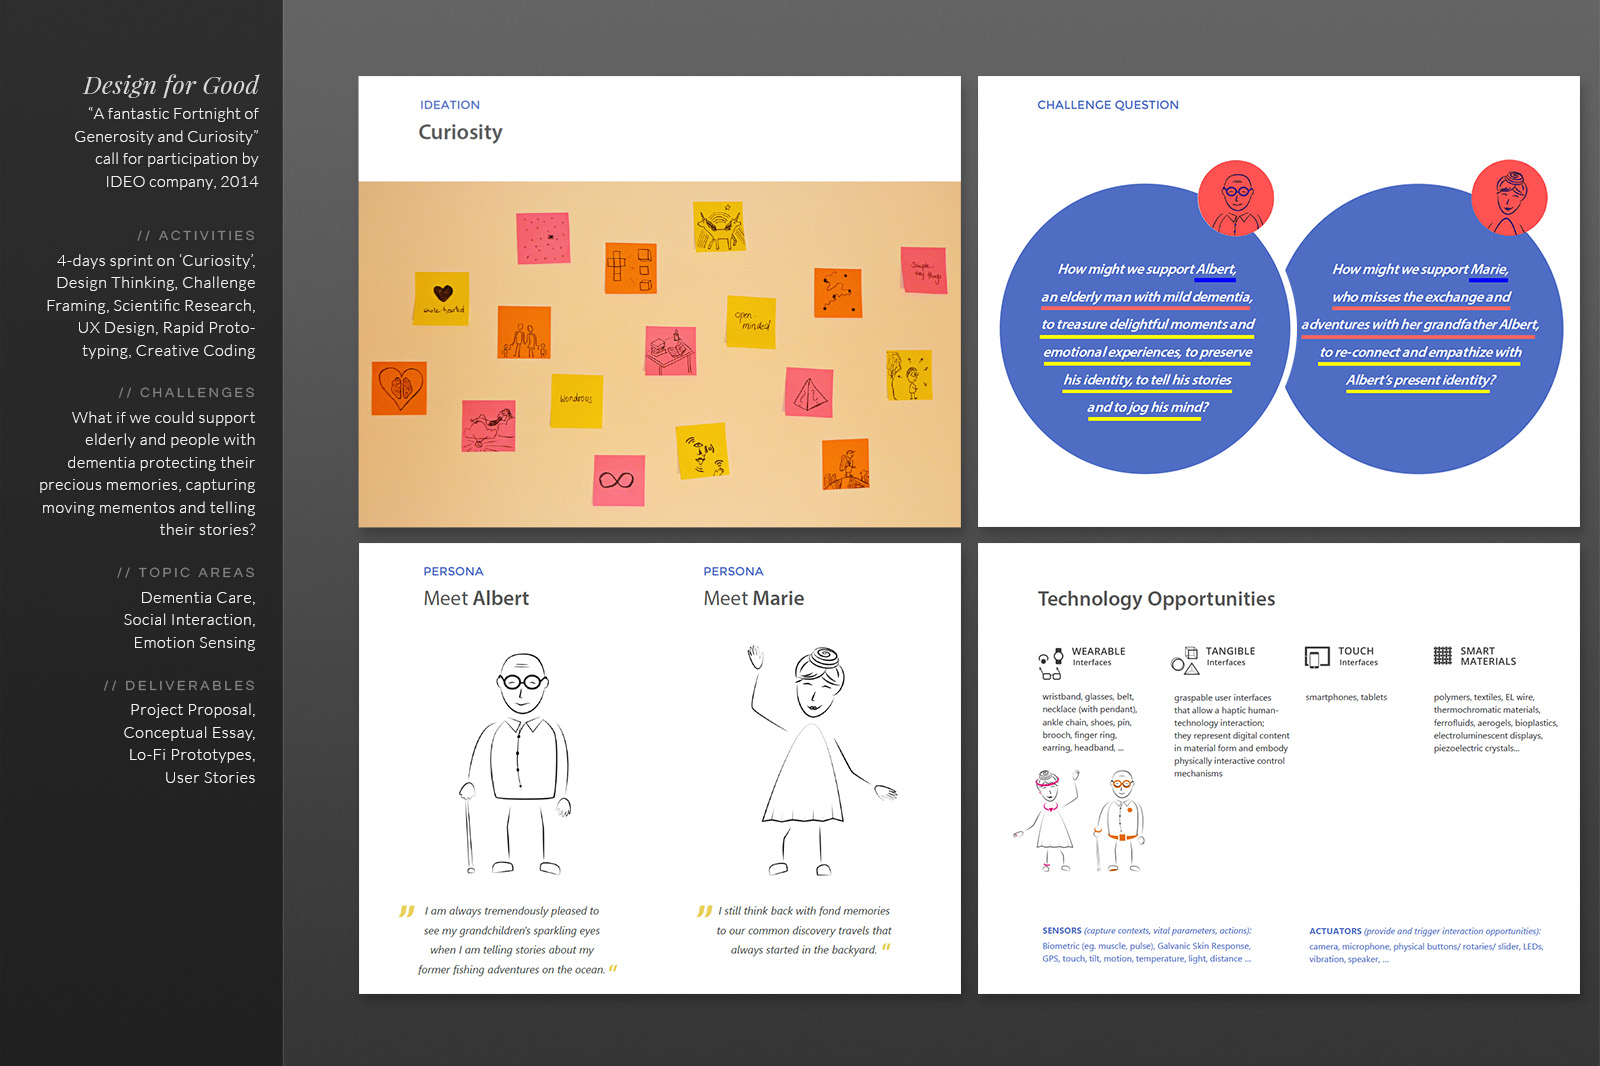 Design for Good
“A fantastic Fortnight of
Generosity and Curiosity”
call for participation by
IDEO company, 2014
// ACTIVITIES
4-days sprint on ‘Curiosity’,
Design Thinking, Challenge
Framing, Scientific Research,
UX Design, Rapid Proto-
typing, Creative Coding
// CHALLENGES
What if we could support
elderly and people with
dementia protecting their
precious memories, capturing
moving mementos and telling
their stories?
// TOPIC AREAS
Dementia Care,
Social Interaction,
Emotion Sensing
// DELIVERABLES
Project Proposal,
Conceptual Essay,
Lo-Fi Prototypes,
User Stories
IDEATION
Curiosity
whole hearted
open-
minded
wondrous
CHALLENGE QUESTION
How might we support Albert,
an elderly man with mild dementia,
to treasure delightful moments and
emotional experiences, to preserve
his identity, to tell his stories
and to jog his mind?
How might we support Marie,
who misses the exchange and
adventures with her grandfather Albert,
to re-connect and empathize with
Albert's present identity?
PERSONA
Meet Albert
" I am always tremendously pleased to
see my grandchildren's sparkling eyes
when I am telling stories about my
former fishing adventures on the ocean. "
PERSONA
Meet Marie
" I still think back with fond memories
to our common discovery travels that
always started in the backyard. "
Technology Opportunities
WEARABLE
Interfaces
wristband, glasses, belt,
necklace (with pendant),
ankle chain, shoes, pin,
brooch, finger ring,
earring, headband, ...
TANGIBLE
Interfaces
graspable user interfaces
that allow a haptic human-
technology interaction;
they represent digital content
in material form and embody
physically interactive control
mechanisms
TOUCH
Interfaces
smartphones, tablets
SMART
MATERIALS
polymers, textiles, EL wire,
thermochromatic materials,
ferrofluids, aerogels, bioplastics,
electroluminescent displays,
piezoelectric crystals...
SENSORS (capture contexts, vital parameters, actions):
Biometric (eg. muscle, pulse), Galvanic Skin Response,
GPS, touch, tilt, motion, temperature, light, distance ...
ACTUATORS (provide and trigger interaction opportunities):
camera, microphone, physical buttons/ rotaries/ slider, LEDs,
vibration, speaker, ...